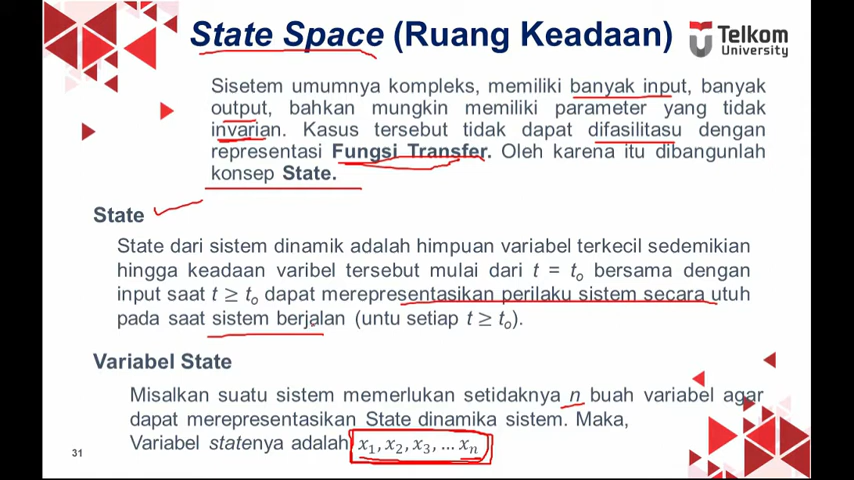 State Space (Ruang Keadaan)
Telkom
University
Sisetem umumnya kompleks, memiliki banyak input, banyak
output, bahkan mungkin memiliki parameter yang tidak
invarian. Kasus tersebut tidak dapat difasilitasu dengan
representasi Fungsi Transfer. Oleh karena itu dibangunlah
konsep State.
State
State dari sistem dinamik adalah himpuan variabel terkecil sedemikian
hingga keadaan varibel tersebut mulai dari t = to bersama dengan
input saat t ≥ to dapat merepresentasikan perilaku sistem secara utuh
pada saat sistem berjalan (untu setiap t ≥ to).
Variabel State
Misalkan suatu sistem memerlukan setidaknya n buah variabel agar
dapat merepresentasikan State dinamika sistem. Maka,
Variabel statenya adalah x₁, x₂, x₃, … xₙ
31